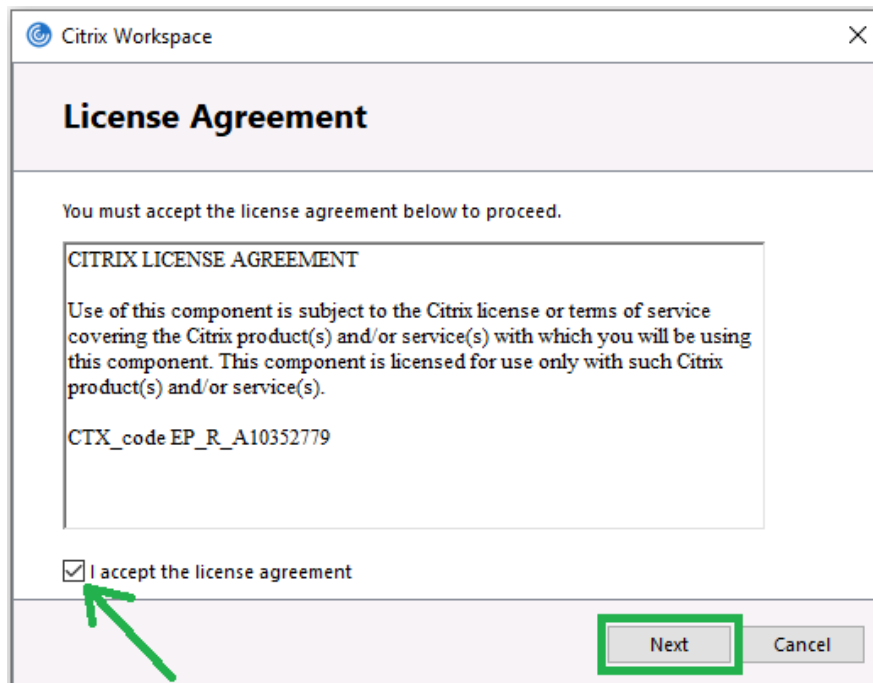 Citrix Workspace
License Agreement
You must accept the license agreement below to proceed.
CITRIX LICENSE AGREEMENT
Use of this component is subject to the Citrix license or terms of service
covering the Citrix product(s) and/or service(s) with which you will be using
this component. This component is licensed for use only with such Citrix
product(s) and/or service(s).
CTX_code EP_R_A10352779
I accept the license agreement
Next
Cancel